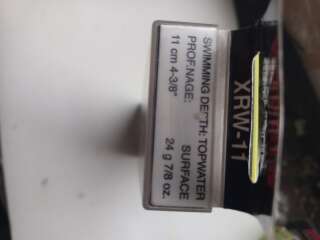 XRW-11
SWIMMING DEPTH: TOPWATER
PROF.NAGE: SURFACE
11 cm 4-3/8" 24 g 7/8 oz.